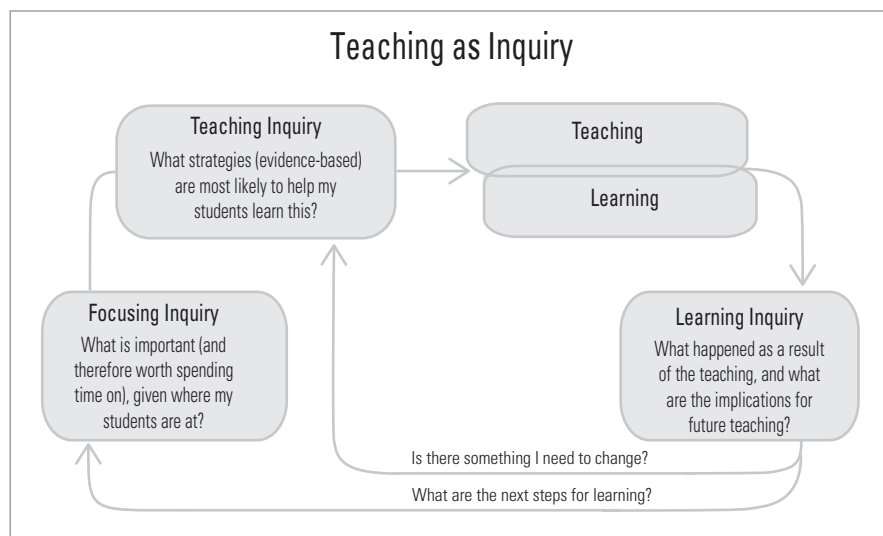 Teaching as Inquiry
Teaching Inquiry
What strategies (evidence-based)
are most likely to help my
students learn this?
Teaching
Learning
Focusing Inquiry
What is important (and
therefore worth spending
time on), given where my
students are at?
Learning Inquiry
What happened as a result
of the teaching, and what
are the implications for
future teaching?
Is there something I need to change?
What are the next steps for learning?